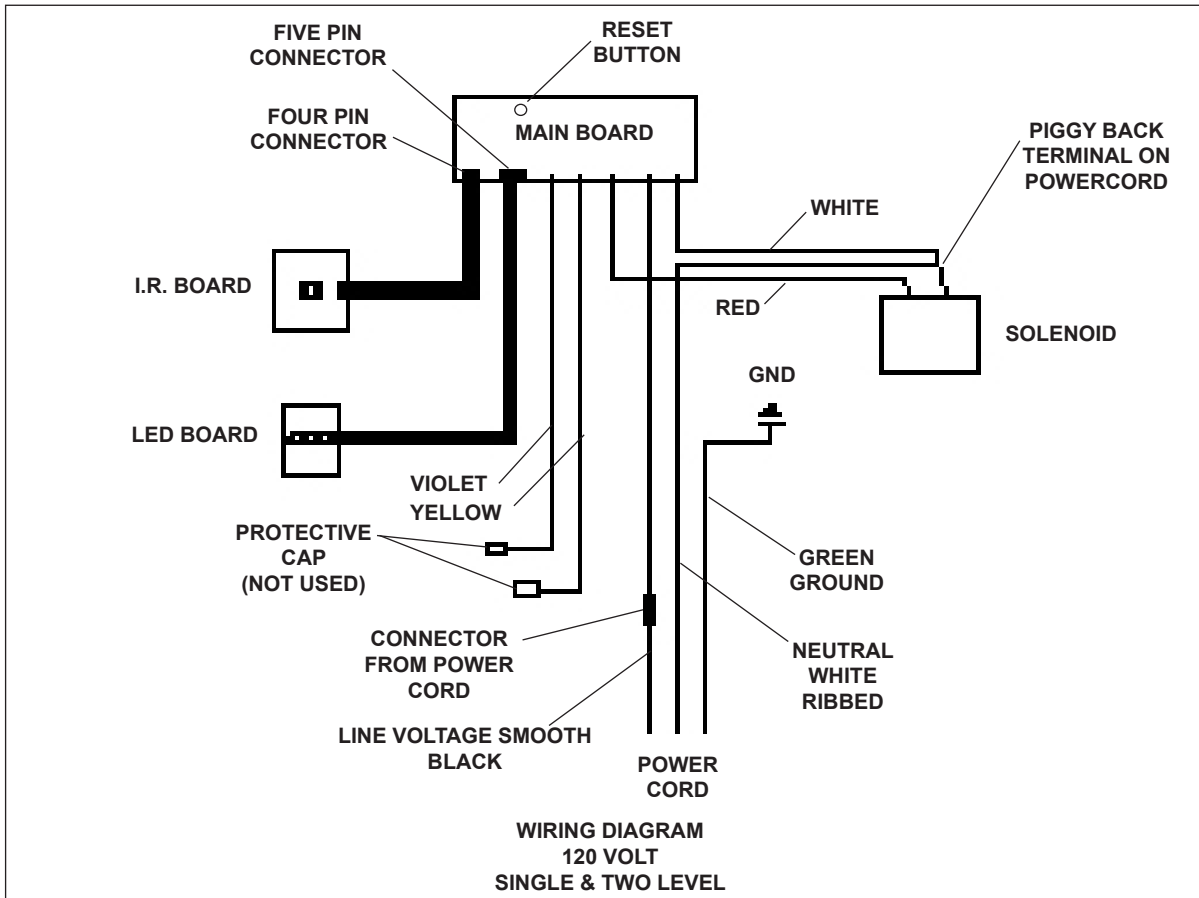 FIVE PIN
CONNECTOR
RESET
BUTTON
FOUR PIN
CONNECTOR
MAIN BOARD
PIGGY BACK
TERMINAL ON
POWERCORD
WHITE
I.R. BOARD
RED
SOLENOID
GND
LED BOARD
VIOLET
YELLOW
PROTECTIVE
CAP
(NOT USED)
GREEN
GROUND
CONNECTOR
FROM POWER
CORD
NEUTRAL
WHITE
RIBBED
LINE VOLTAGE SMOOTH
BLACK
POWER
CORD
WIRING DIAGRAM
120 VOLT
SINGLE & TWO LEVEL